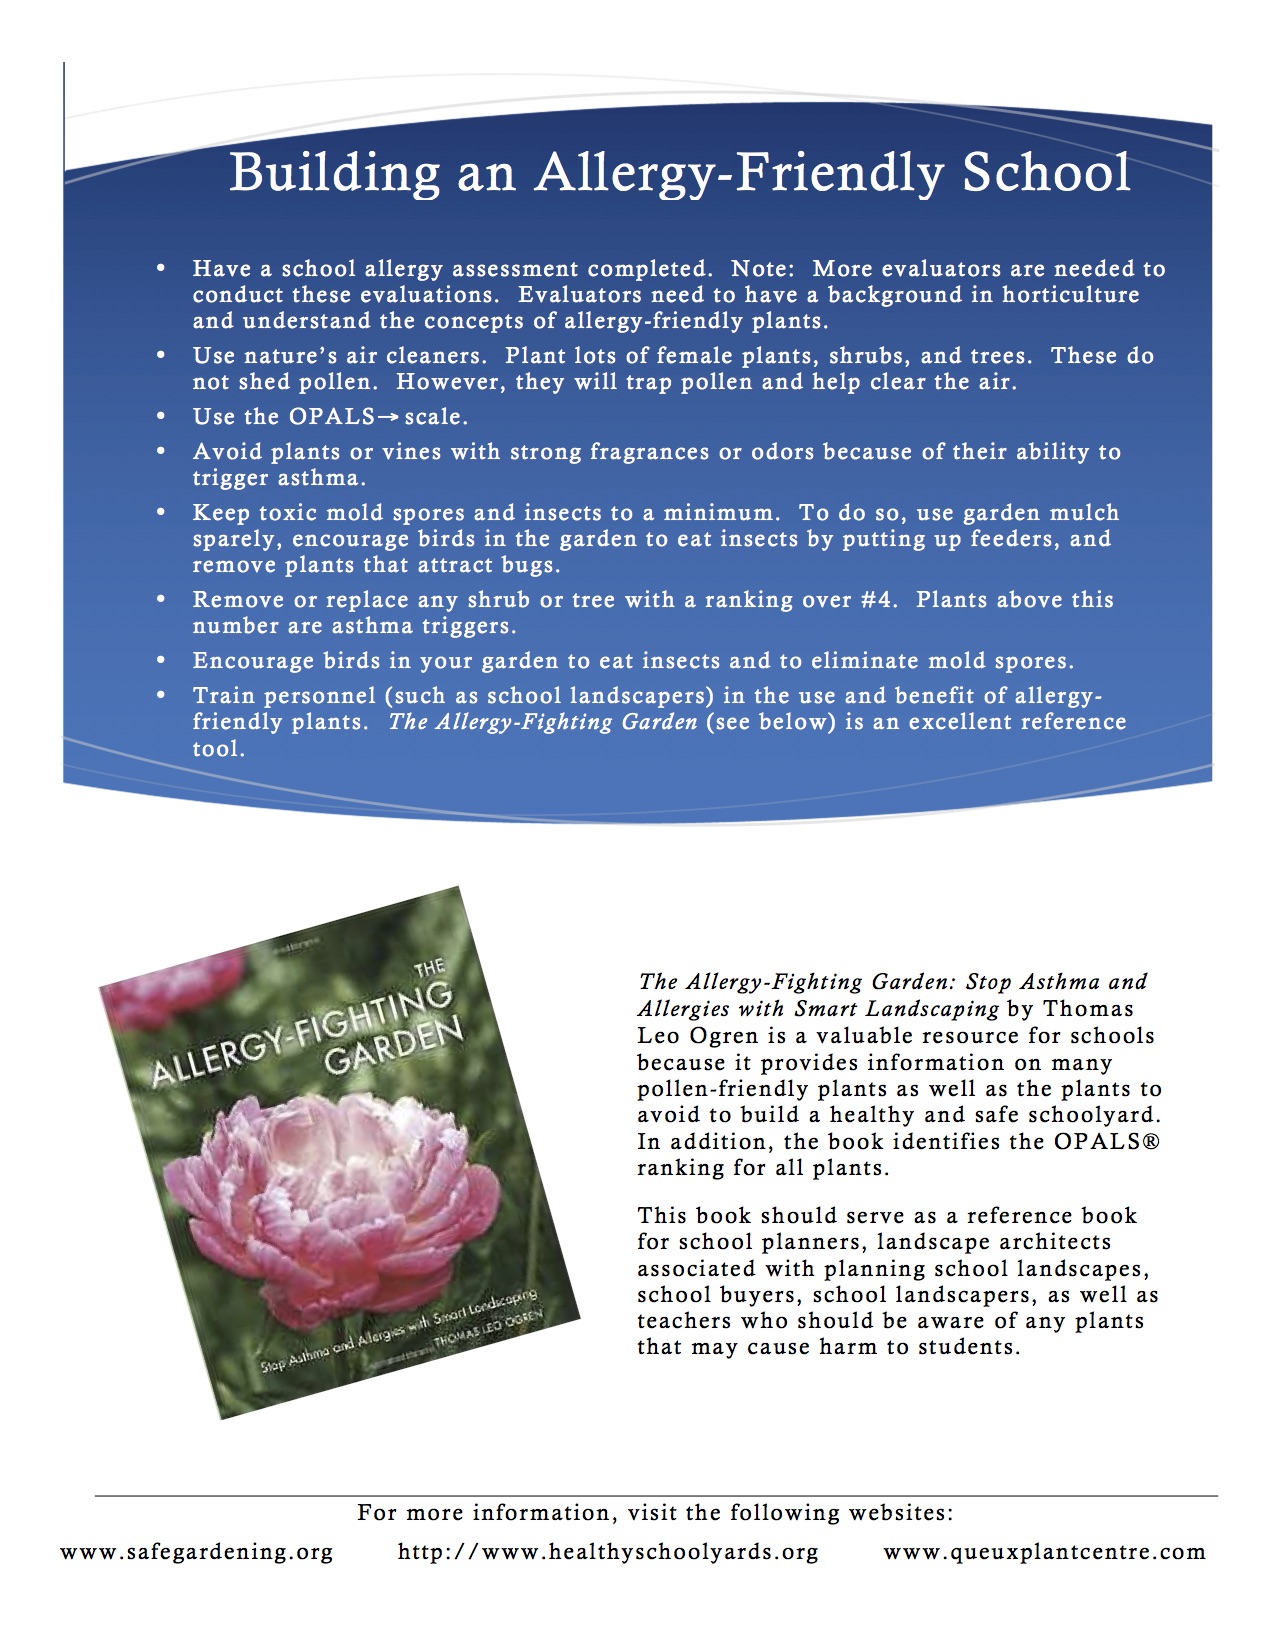 Building an Allergy-Friendly School
• Have a school allergy assessment completed.  Note:  More evaluators are needed to
conduct these evaluations.  Evaluators need to have a background in horticulture
and understand the concepts of allergy-friendly plants.
• Use nature's air cleaners.  Plant lots of female plants, shrubs, and trees.  These do
not shed pollen.  However, they will trap pollen and help clear the air.
• Use the OPALS→ scale.
• Avoid plants or vines with strong fragrances or odors because of their ability to
trigger asthma.
• Keep toxic mold spores and insects to a minimum.  To do so, use garden mulch
sparely, encourage birds in the garden to eat insects by putting up feeders, and
remove plants that attract bugs.
• Remove or replace any shrub or tree with a ranking over #4.  Plants above this
number are asthma triggers.
• Encourage birds in your garden to eat insects and to eliminate mold spores.
• Train personnel (such as school landscapers) in the use and benefit of allergy-
friendly plants.  The Allergy-Fighting Garden (see below) is an excellent reference
tool.
THE
ALLERGY-FIGHTING
GARDEN
Stop Asthma and Allergies with Smart Landscaping
THOMAS LEO OGREN
The Allergy-Fighting Garden: Stop Asthma and
Allergies with Smart Landscaping by Thomas
Leo Ogren is a valuable resource for schools
because it provides information on many
pollen-friendly plants as well as the plants to
avoid to build a healthy and safe schoolyard.
In addition, the book identifies the OPALS®
ranking for all plants.
This book should serve as a reference book
for school planners, landscape architects
associated with planning school landscapes,
school buyers, school landscapers, as well as
teachers who should be aware of any plants
that may cause harm to students.
For more information, visit the following websites:
www.safegardening.org http://www.healthyschoolyards.org www.queuxplantcentre.com